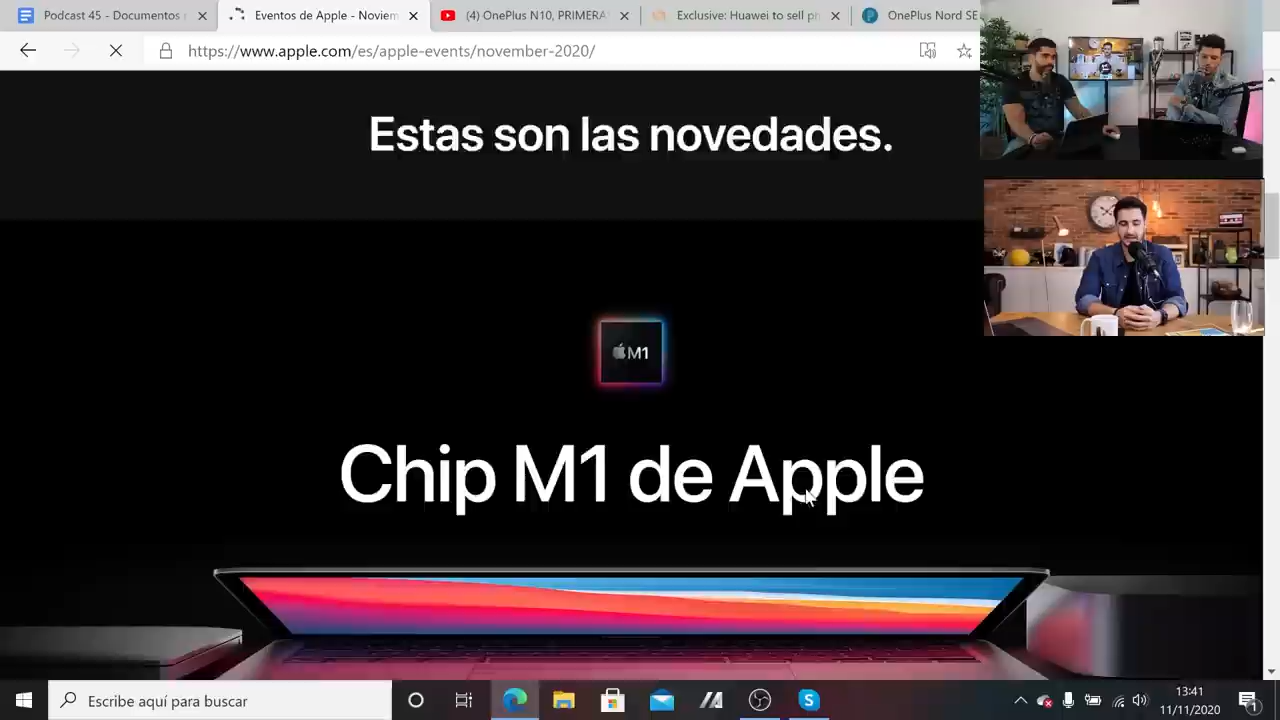 Podcast 45 - Documentos
Eventos de Apple - Noviem
(4) OnePlus N10, PRIMERA
Exclusive: Huawei to sell p
OnePlus Nord SE
https://www.apple.com/es/apple-events/november-2020/
Estas son las novedades.
M1
Chip M1 de Apple
Escribe aquí para buscar
13:41
11/11/2020
1